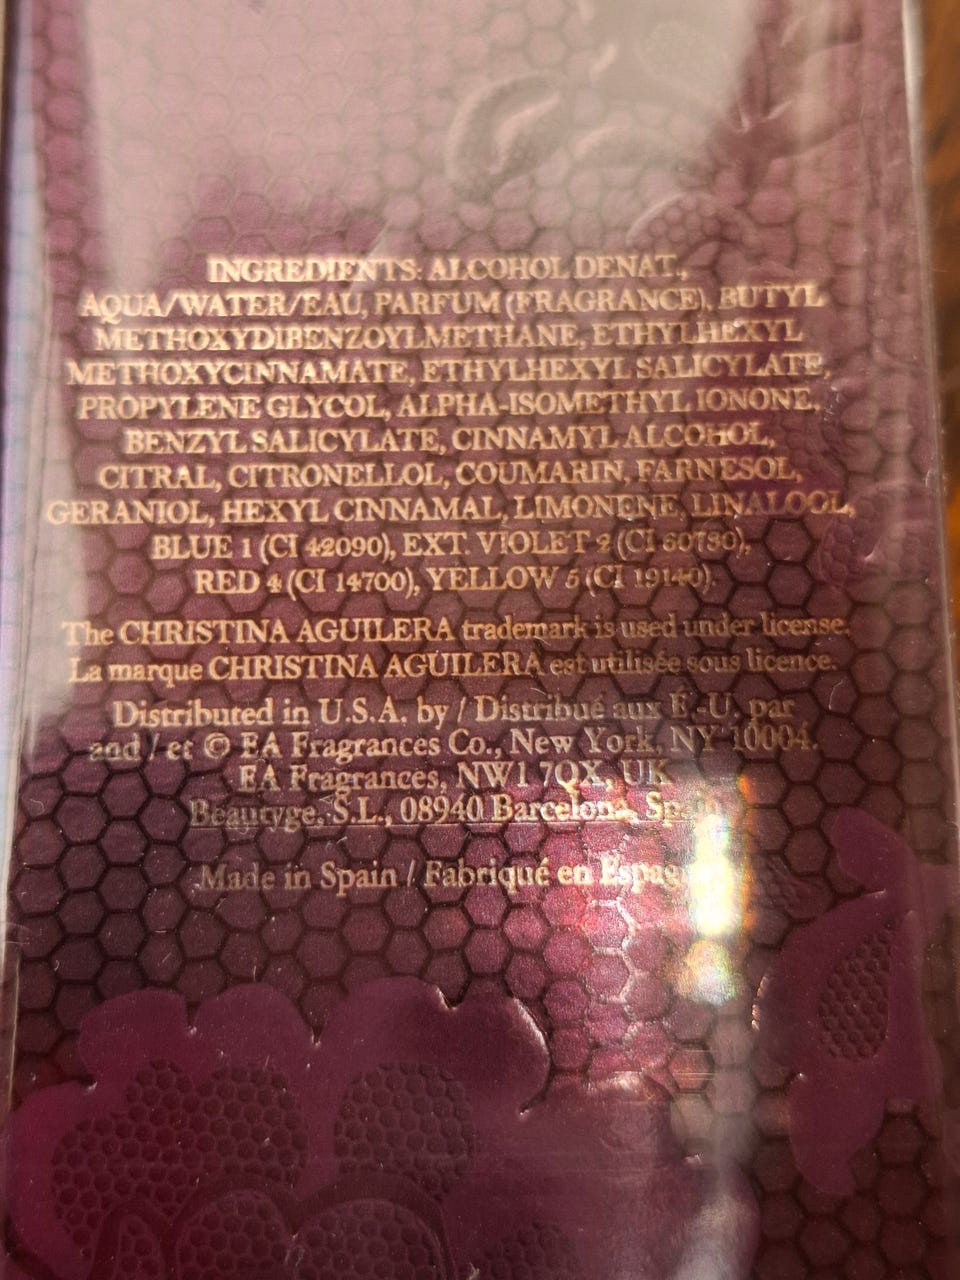 INGREDIENTS: ALCOHOL DENAT.,
AQUA/WATER/EAU, PARFUM (FRAGRANCE), BUTYL
METHOXYDIBENZOYLMETHANE, ETHYLHEXYL
METHOXYCINNAMATE, ETHYLHEXYL SALICYLATE,
PROPYLENE GLYCOL, ALPHA-ISOMETHYL IONONE,
BENZYL SALICYLATE, CINNAMYL ALCOHOL,
CITRAL, CITRONELLOL, COUMARIN, FARNESOL,
GERANIOL, HEXYL CINNAMAL, LIMONENE, LINALOOL,
BLUE 1 (CI 42090), EXT. VIOLET 2 (CI 60730),
RED 4 (CI 14700), YELLOW 5 (CI 19140).
The CHRISTINA AGUILERA trademark is used under license.
La marque CHRISTINA AGUILERA est utilisée sous licence.
Distributed in U.S.A. by / Distribué aux É.-U. par
and / et © EA Fragrances Co., New York, NY 10004.
EA Fragrances, NW1 7QX, UK
Beautyge, S.L., 08940 Barcelona,
Made in Spain / Fabriqué en